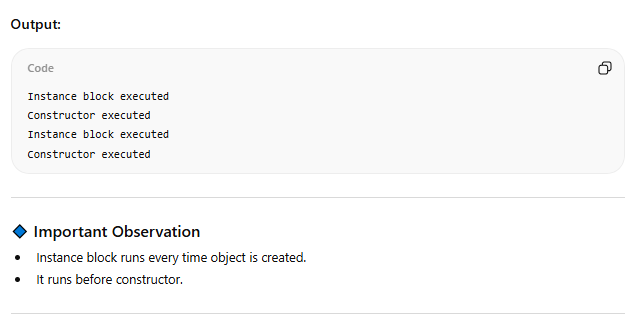 Output:
Code
Instance block executed
Constructor executed
Instance block executed
Constructor executed
Important Observation
Instance block runs every time object is created.
It runs before constructor.